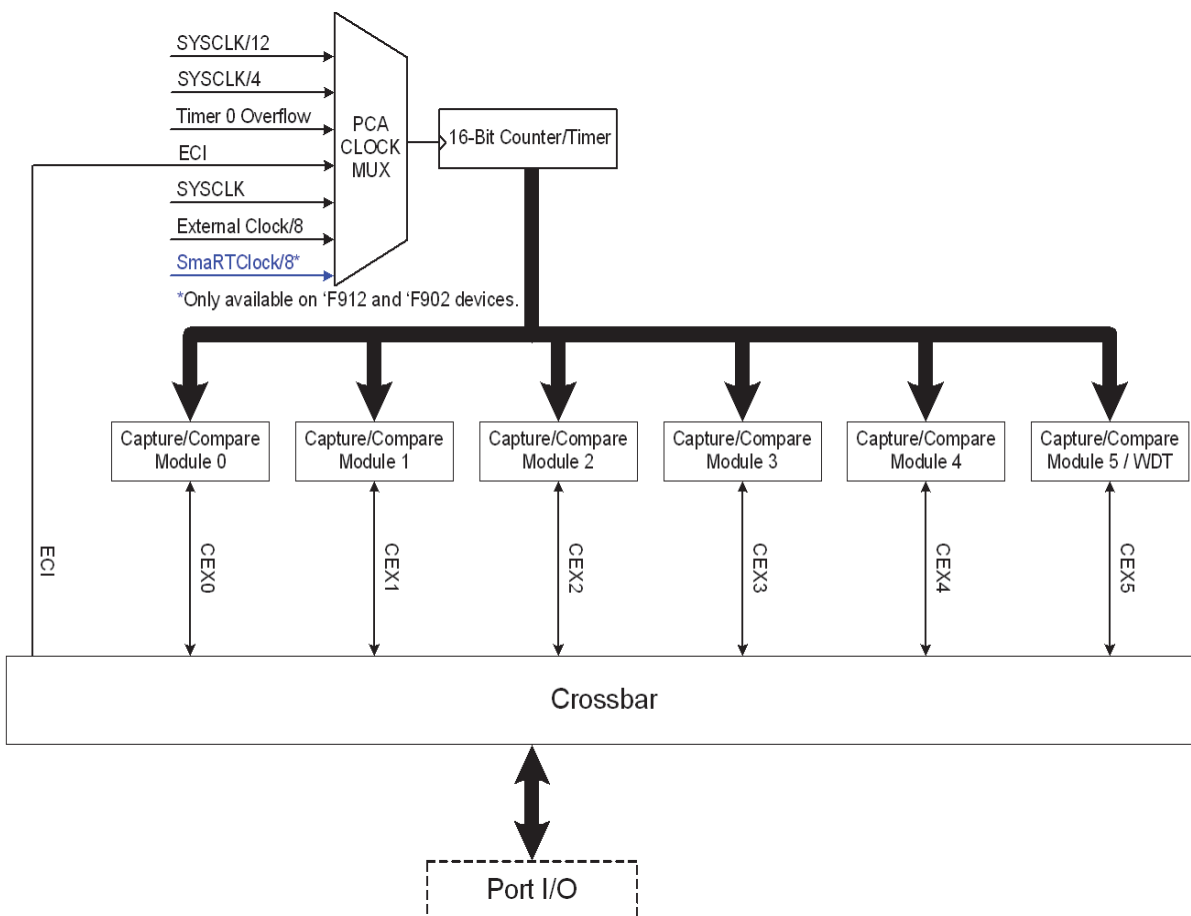 SYSCLK/12
SYSCLK/4
Timer 0 Overflow
ECI
SYSCLK
External Clock/8
SmaRTClock/8*
PCA
CLOCK
MUX
16-Bit Counter/Timer
*Only available on ‘F912 and ‘F902 devices.
Capture/Compare
Module 0
Capture/Compare
Module 1
Capture/Compare
Module 2
Capture/Compare
Module 3
Capture/Compare
Module 4
Capture/Compare
Module 5 / WDT
ECI
CEX0
CEX1
CEX2
CEX3
CEX4
CEX5
Crossbar
Port I/O